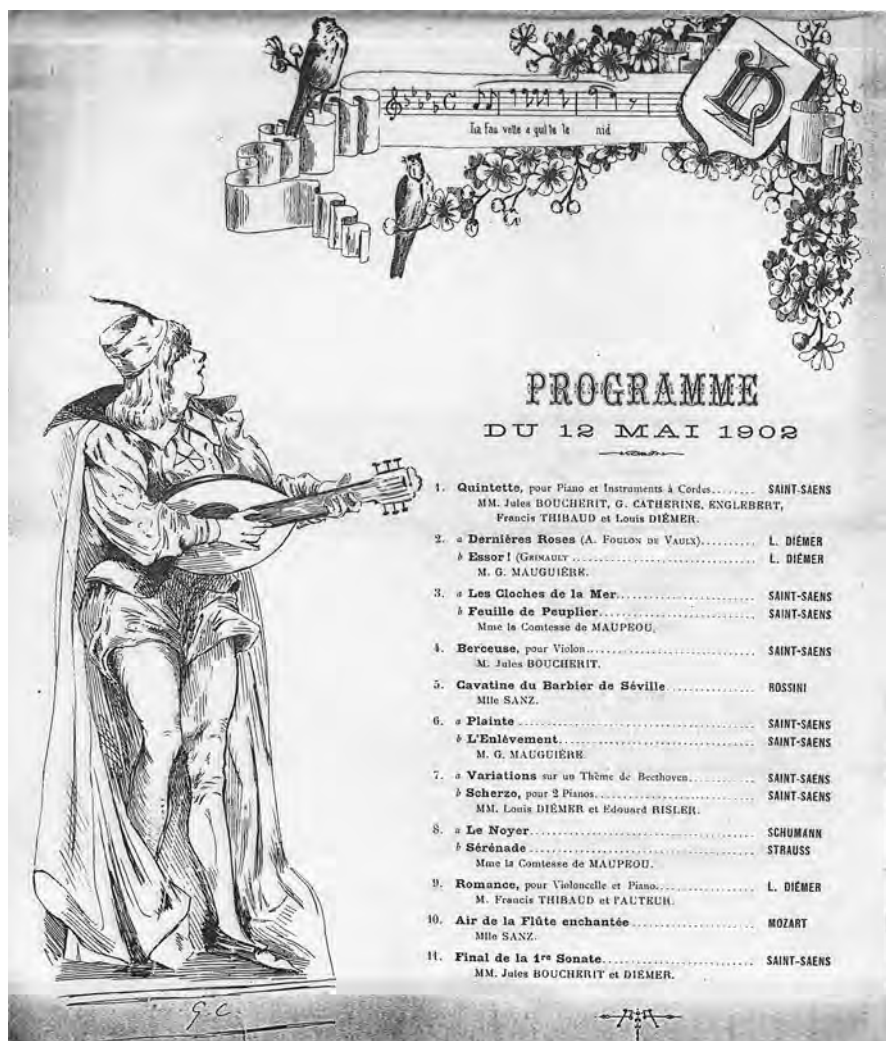 La Fau vette a quitté le nid
D
PROGRAMME
DU 12 MAI 1902
1. Quintette, pour Piano et Instruments à Cordes........ SAINT-SAENS
MM. Jules BOUCHERIT, G. CATHERINE, ENGLEBERT,
Francis THIBAUD et Louis DIÉMER.
2. a Dernières Roses (A. FOULON DE VAULX)........ L. DIÉMER
b Essor! (GRIMAULT ........ L. DIÉMER
M. G. MAUGUIÈRE.
3. a Les Cloches de la Mer........ SAINT-SAENS
b Feuille de Peuplier........ SAINT-SAENS
Mme la Comtesse de MAUPEOU.
4. Berceuse, pour Violon........ SAINT-SAENS
M. Jules BOUCHERIT.
5. Cavatine du Barbier de Séville........ ROSSINI
Mlle SANZ.
6. a Plainte........ SAINT-SAENS
b L'Enlèvement........ SAINT-SAENS
M. G. MAUGUIÈRE.
7. a Variations sur un Thème de Beethoven........ SAINT-SAENS
b Scherzo, pour 2 Pianos........ SAINT-SAENS
MM. Louis DIÉMER et Edouard RISLER.
8. a Le Noyer........ SCHUMANN
b Sérénade........ STRAUSS
Mme la Comtesse de MAUPEOU.
9. Romance, pour Violoncelle et Piano........ L. DIÉMER
M. Francis THIBAUD et l'AUTEUR.
10. Air de la Flûte enchantée........ MOZART
Mlle SANZ.
11. Final de la 1re Sonate........ SAINT-SAENS
MM. Jules BOUCHERIT et DIÉMER.
G. C.